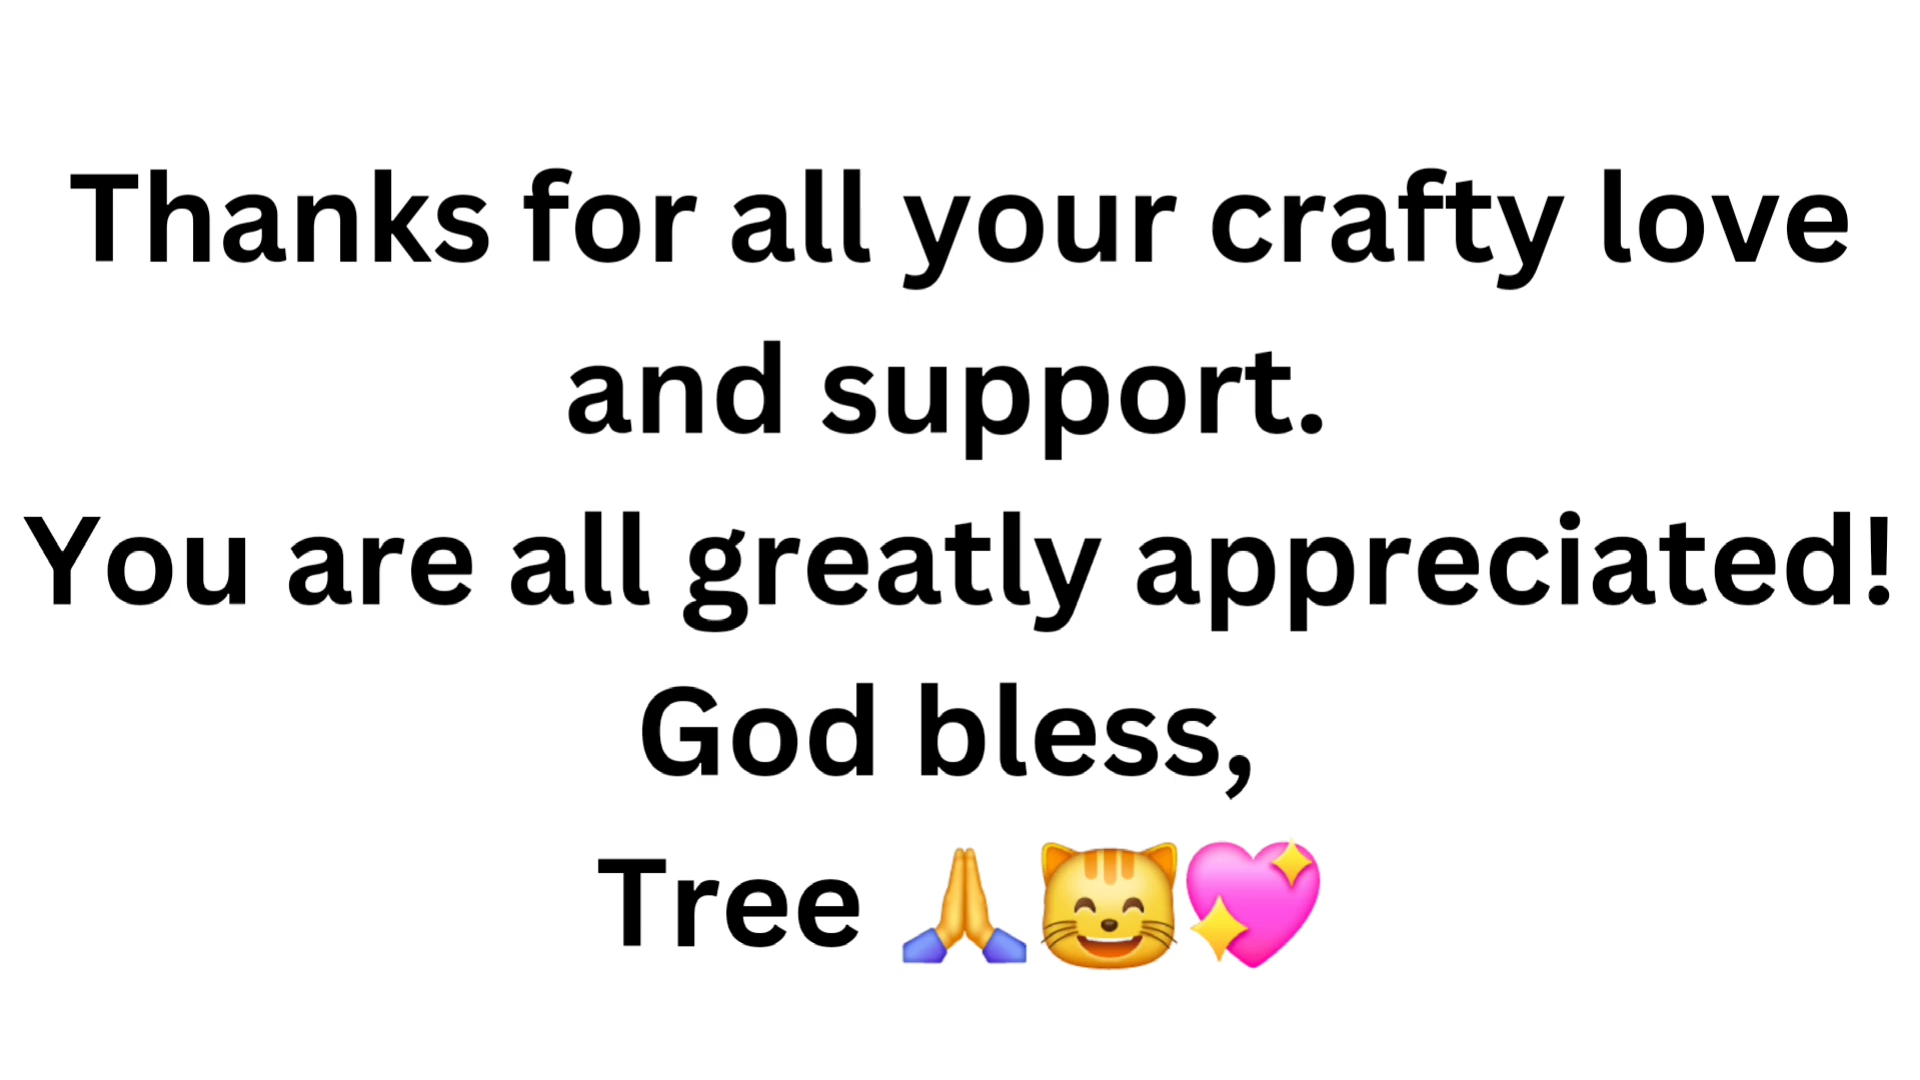 Thanks for all your crafty love
and support.
You are all greatly appreciated!
God bless,
Tree 🙏😸💖